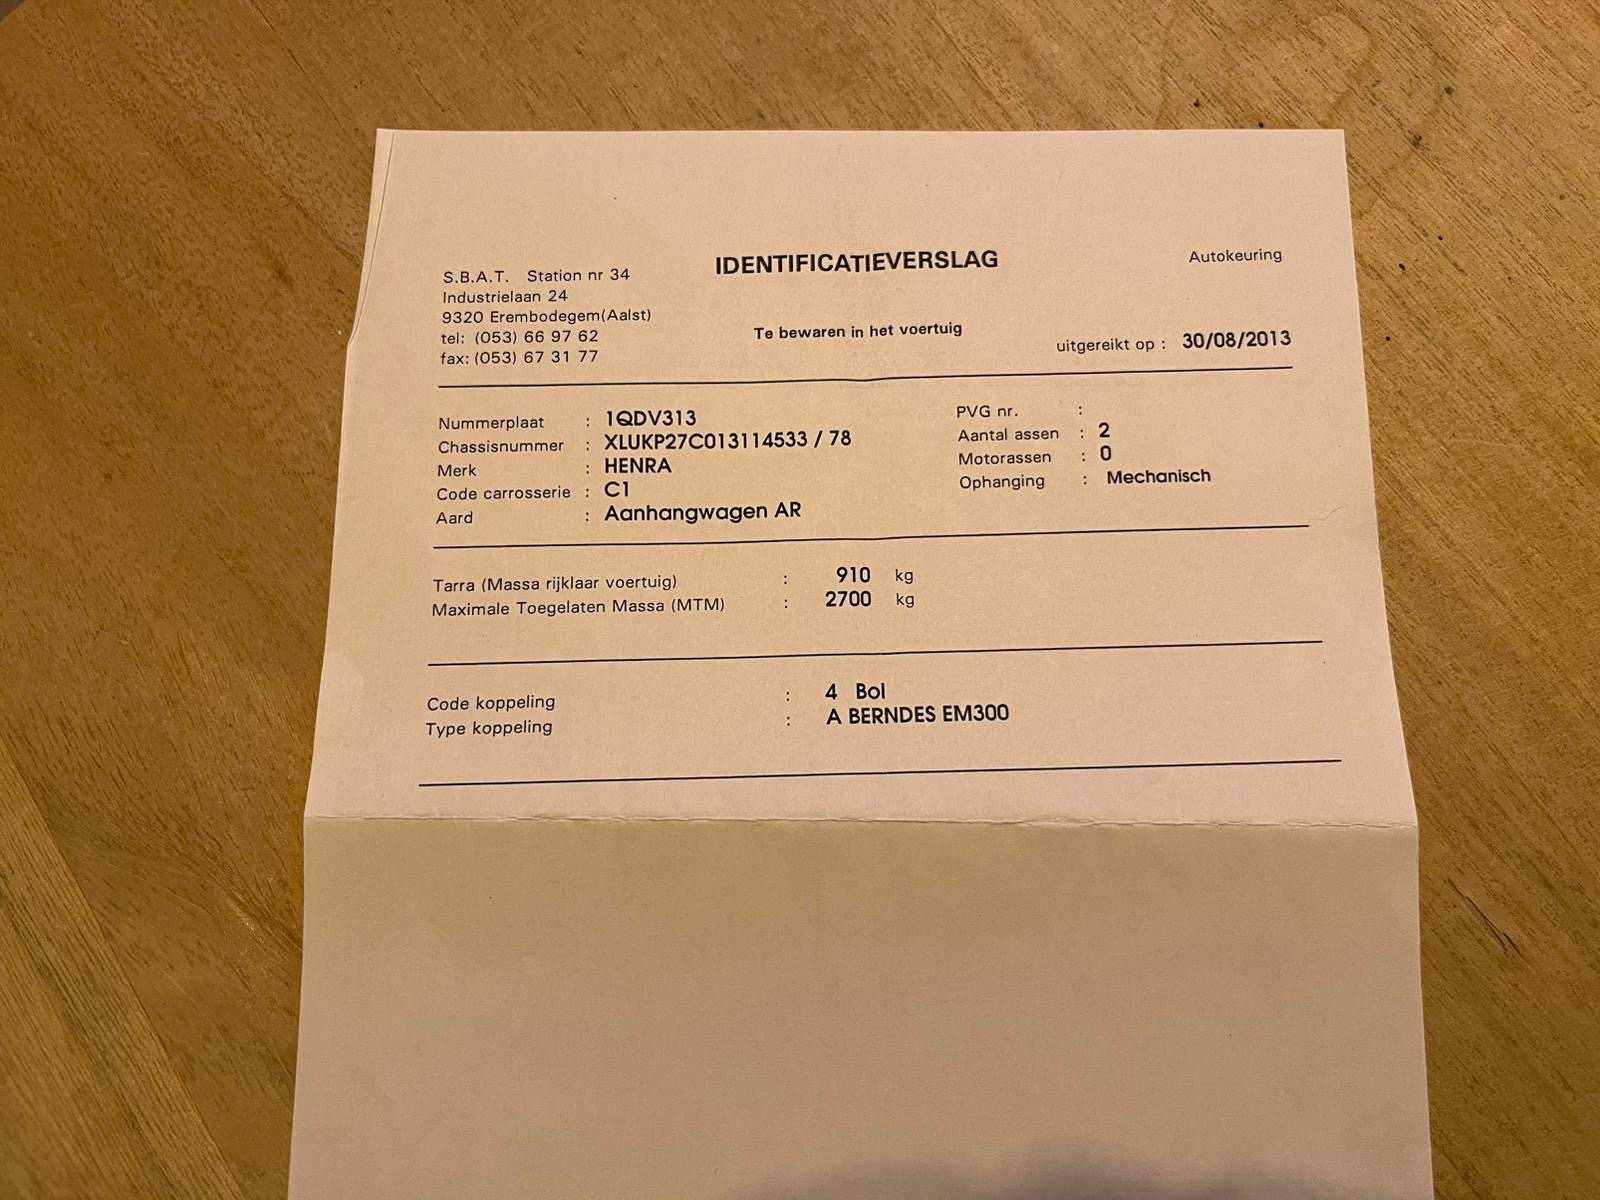 IDENTIFICATIEVERSLAG
Autokeuring
S.B.A.T. Station nr 34
Industrielaan 24
9320 Erembodegem(Aalst)
tel: (053) 66 97 62
fax: (053) 67 31 77
Te bewaren in het voertuig
uitgereikt op : 30/08/2013
Nummerplaat : 1QDV313
Chassisnummer : XLUKP27C013114533 / 78
Merk : HENRA
Code carrosserie : C1
Aard : Aanhangwagen AR
PVG nr. :
Aantal assen : 2
Motorassen : 0
Ophanging : Mechanisch
Tarra (Massa rijklaar voertuig) : 910 kg
Maximale Toegelaten Massa (MTM) : 2700 kg
Code koppeling : 4 Bol
Type koppeling : A BERNDES EM300